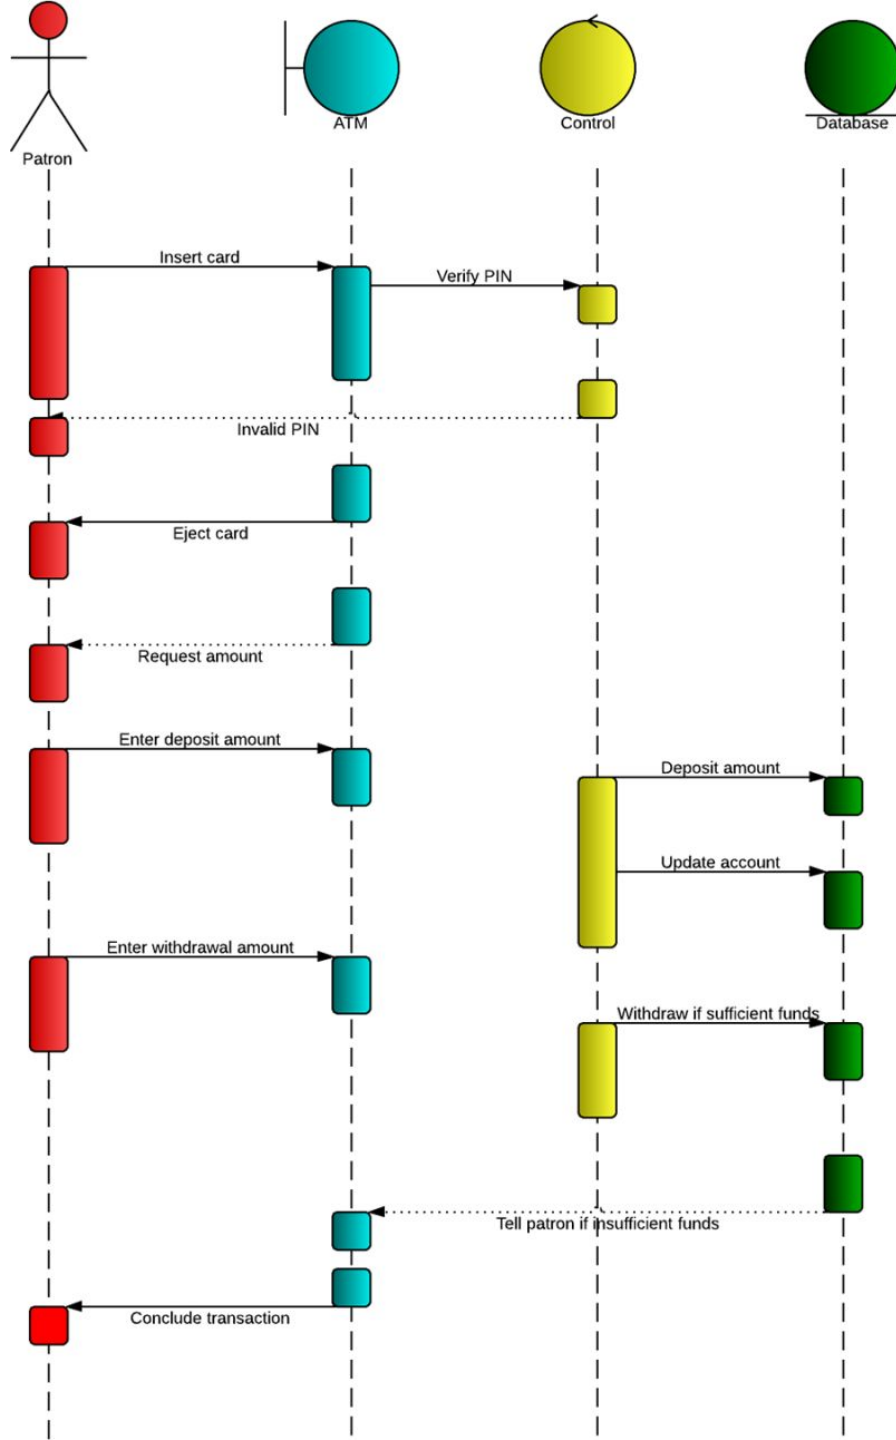 Patron
ATM
Control
Database
Insert card
Verify PIN
Invalid PIN
Eject card
Request amount
Enter deposit amount
Deposit amount
Update account
Enter withdrawal amount
Withdraw if sufficient funds
Tell patron if insufficient funds
Conclude transaction